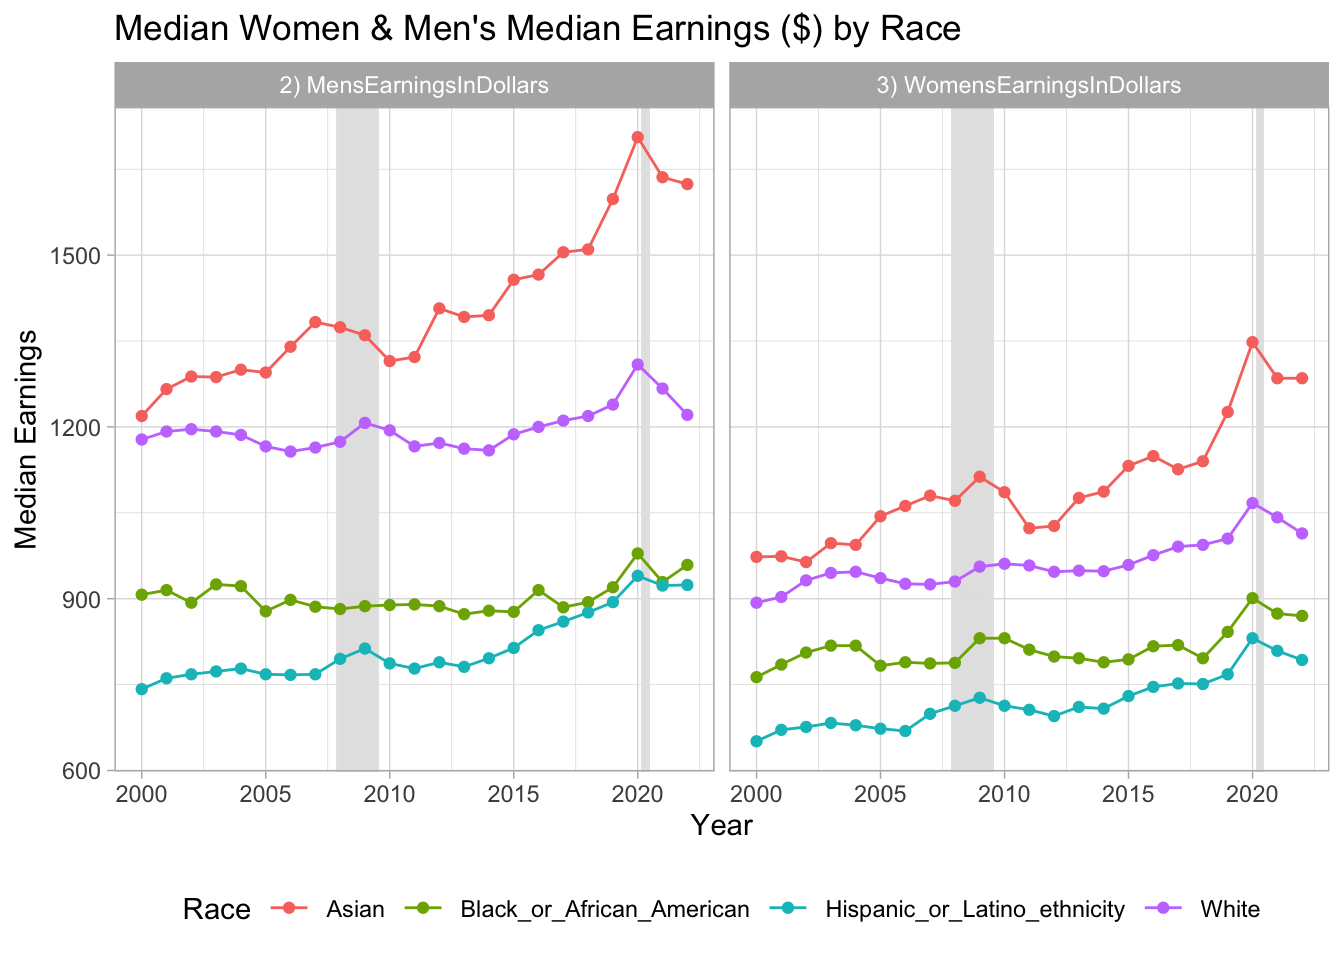 Median Women & Men's Median Earnings ($) by Race
2) MensEarningsInDollars
3) WomensEarningsInDollars
Median Earnings
1500
1200
900
600
2000 2005 2010 2015 2020
2000 2005 2010 2015 2020
Year
Race Asian Black_or_African_American Hispanic_or_Latino_ethnicity White